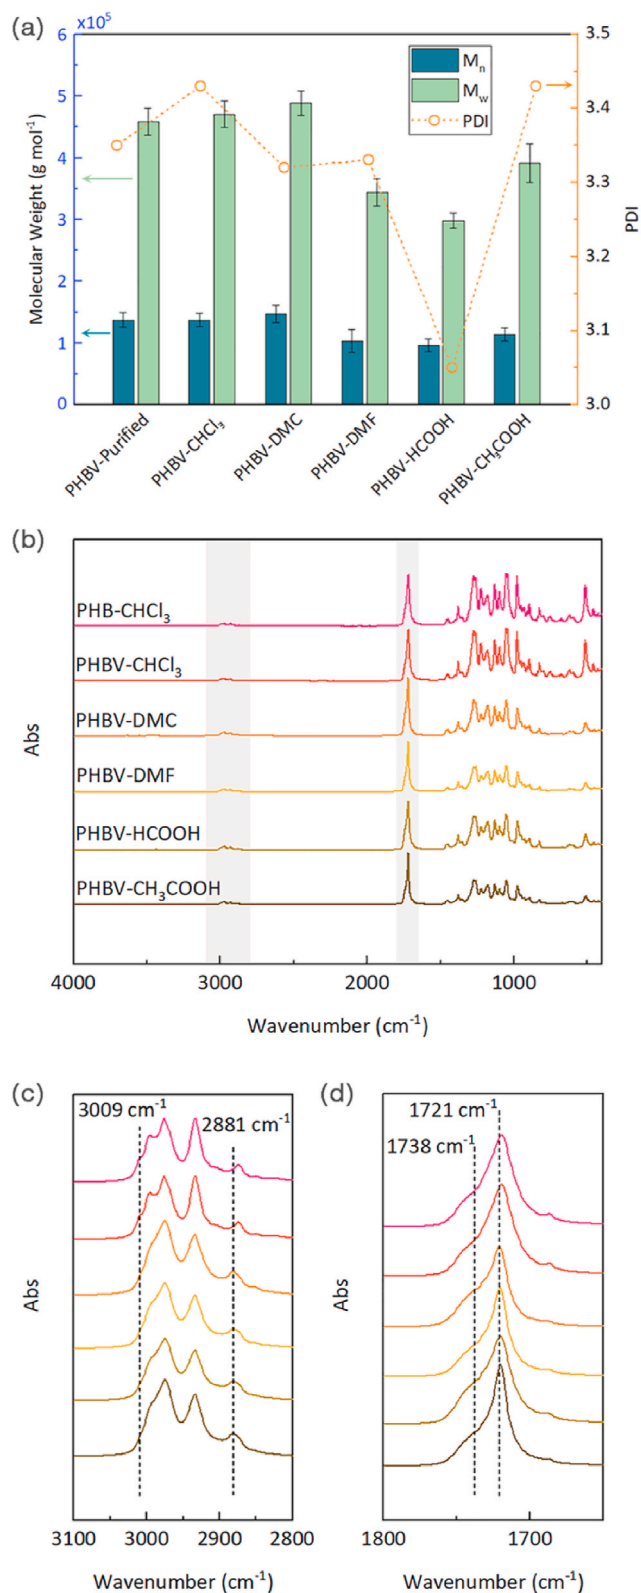 (a)
x10⁵
6
5
4
3
2
1
0
Molecular Weight (g mol⁻¹)
Mₙ
M_w
PDI
3.5
3.4
3.3
3.2
3.1
3.0
PDI
PHBV-Purified
PHBV-CHCl₃
PHBV-DMC
PHBV-DMF
PHBV-HCOOH
PHBV-CH₃COOH
(b)
PHB-CHCl₃
PHBV-CHCl₃
PHBV-DMC
PHBV-DMF
PHBV-HCOOH
PHBV-CH₃COOH
Abs
4000 3000 2000 1000
Wavenumber (cm⁻¹)
(c)
3009 cm⁻¹
2881 cm⁻¹
Abs
3100 3000 2900 2800
Wavenumber (cm⁻¹)
(d)
1721 cm⁻¹
1738 cm⁻¹
Abs
1800 1700
Wavenumber (cm⁻¹)